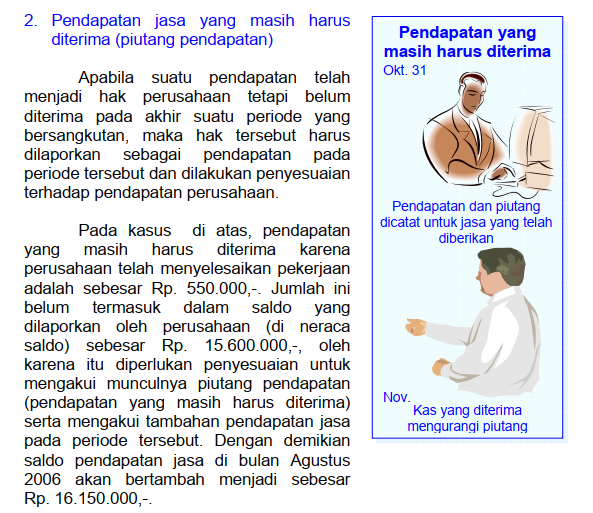 2. Pendapatan jasa yang masih harus
diterima (piutang pendapatan)
Apabila suatu pendapatan telah
menjadi hak perusahaan tetapi belum
diterima pada akhir suatu periode yang
bersangkutan, maka hak tersebut harus
dilaporkan sebagai pendapatan pada
periode tersebut dan dilakukan penyesuaian
terhadap pendapatan perusahaan.
Pada kasus di atas, pendapatan
yang masih harus diterima karena
perusahaan telah menyelesaikan pekerjaan
adalah sebesar Rp. 550.000,-. Jumlah ini
belum termasuk dalam saldo yang
dilaporkan oleh perusahaan (di neraca
saldo) sebesar Rp. 15.600.000,-, oleh
karena itu diperlukan penyesuaian untuk
mengakui munculnya piutang pendapatan
(pendapatan yang masih harus diterima)
serta mengakui tambahan pendapatan jasa
pada periode tersebut. Dengan demikian
saldo pendapatan jasa di bulan Agustus
2006 akan bertambah menjadi sebesar
Rp. 16.150.000,-.
Pendapatan yang
masih harus diterima
Okt. 31
Pendapatan dan piutang
dicatat untuk jasa yang telah
diberikan
Nov.
Kas yang diterima
mengurangi piutang